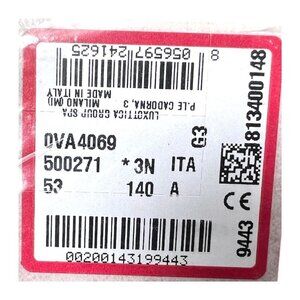 8 056597 241625
P.LE CADORNA, 3
MILANO (MI)
MADE IN ITALY
LUXOTTICA GROUP SPA
0VA4069 G3
500271 *3N ITA
53 140 A
00200143199443
1813400148
9443 CE